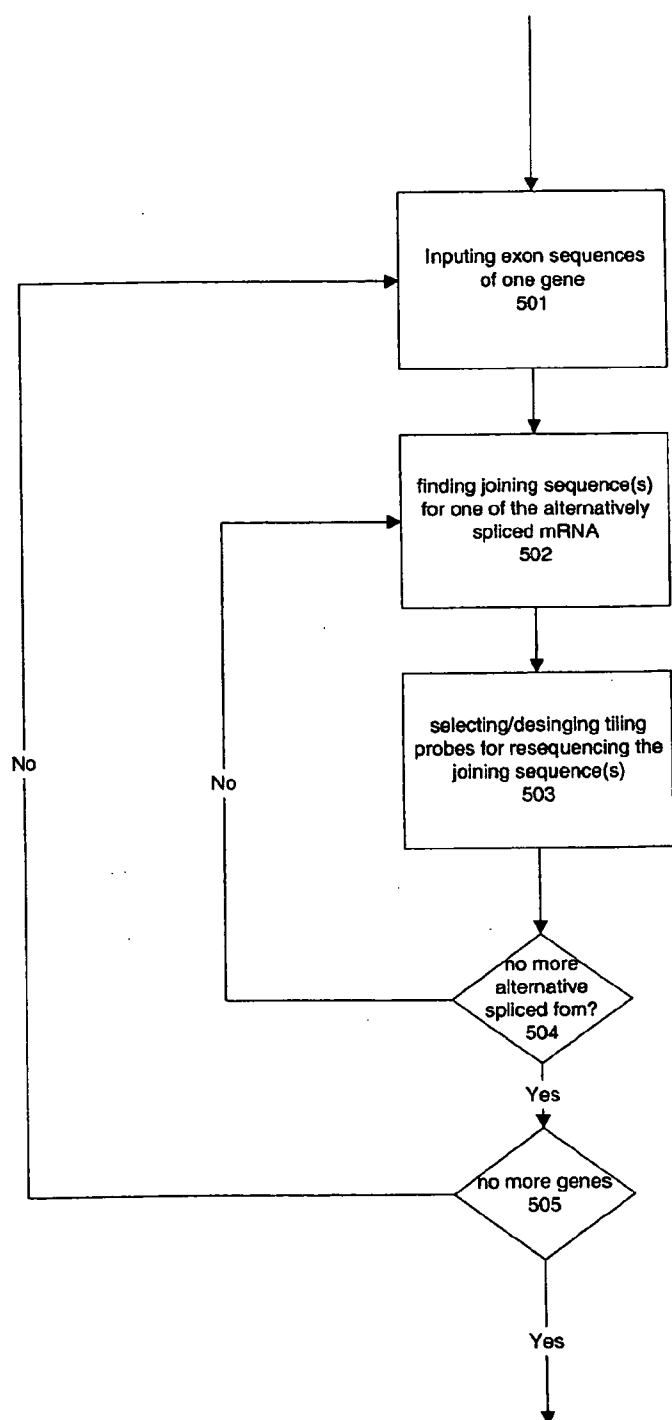 Inputing exon sequences
of one gene
501
finding joining sequence(s)
for one of the alternatively
spliced mRNA
502
selecting/desinging tiling
probes for resequencing the
joining sequence(s)
503
No
No
no more
alternative
spliced fom?
504
Yes
no more genes
505
Yes